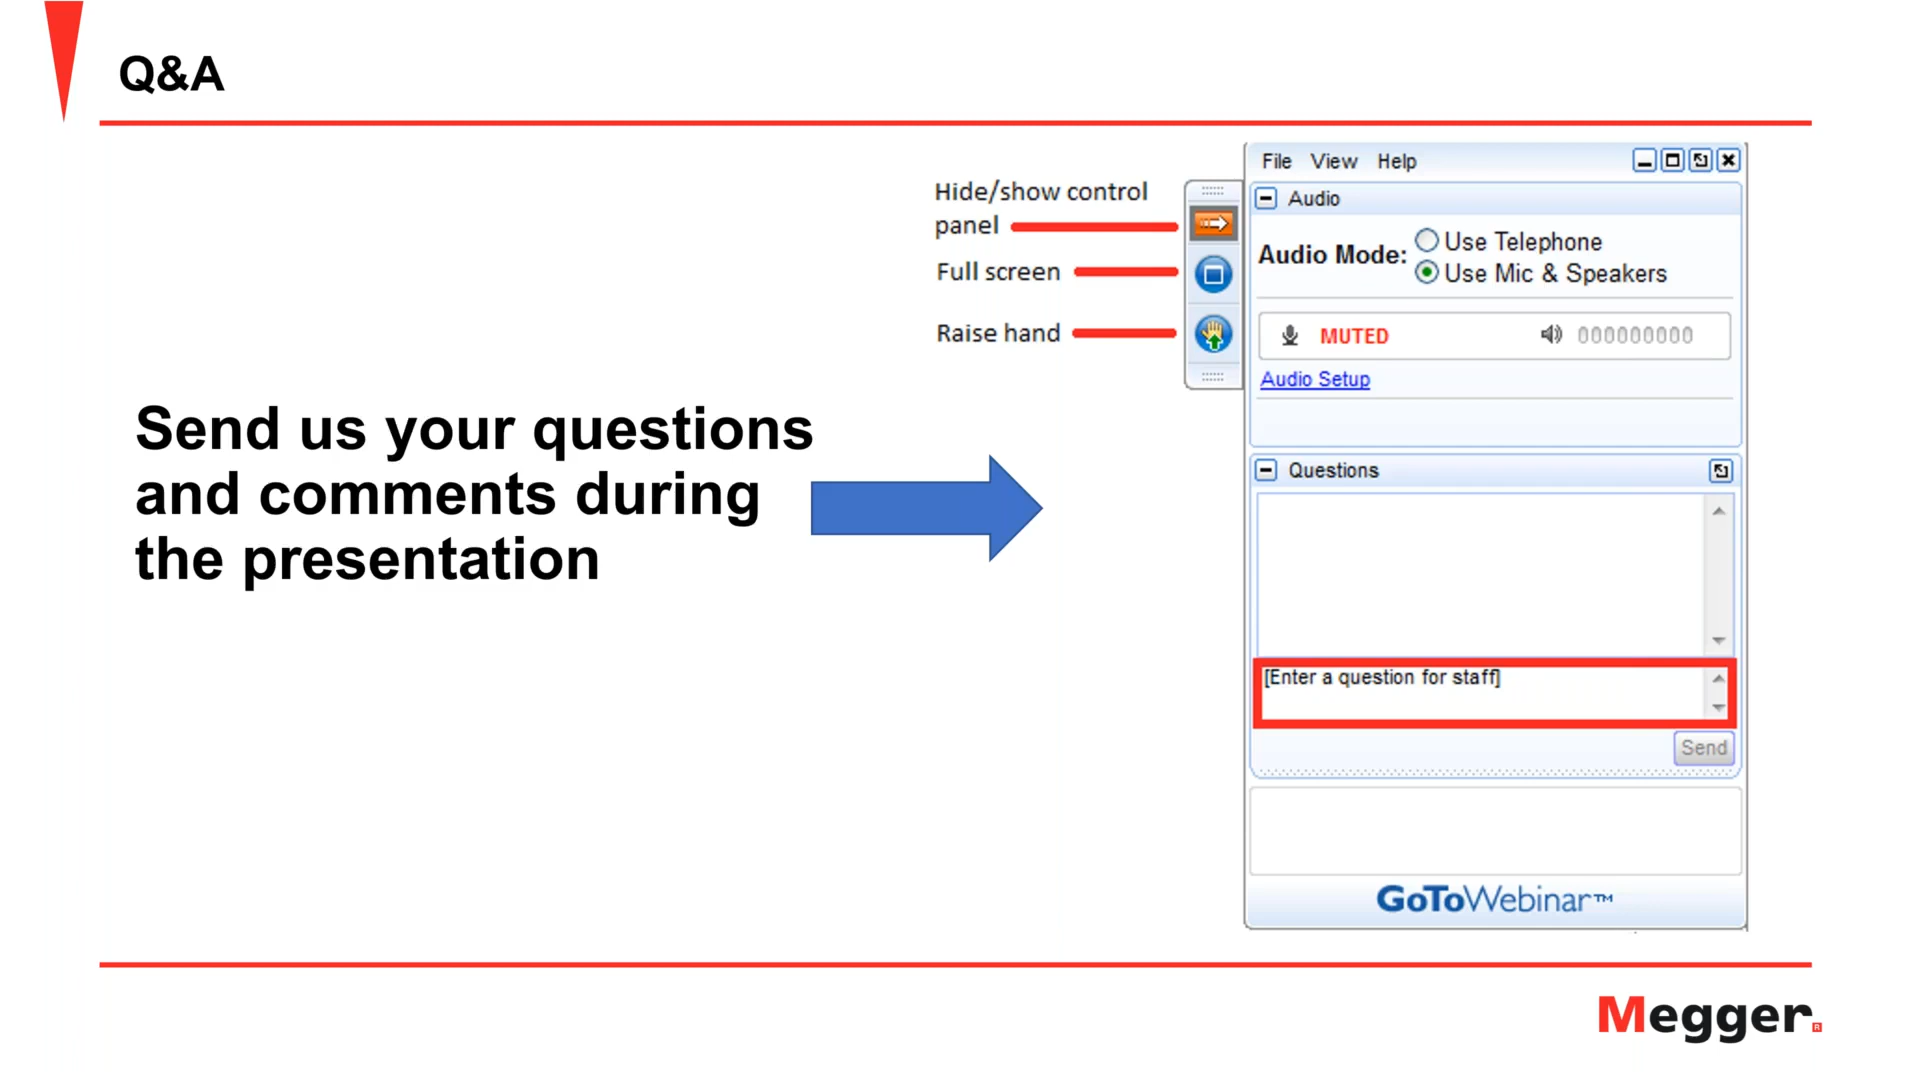 Q&A
Send us your questions
and comments during
the presentation
Hide/show control
panel
Full screen
Raise hand
File View Help
Audio
Audio Mode:
Use Telephone
Use Mic & Speakers
MUTED
000000000
Audio Setup
Questions
[Enter a question for staff]
Send
GoToWebinar™
Megger®